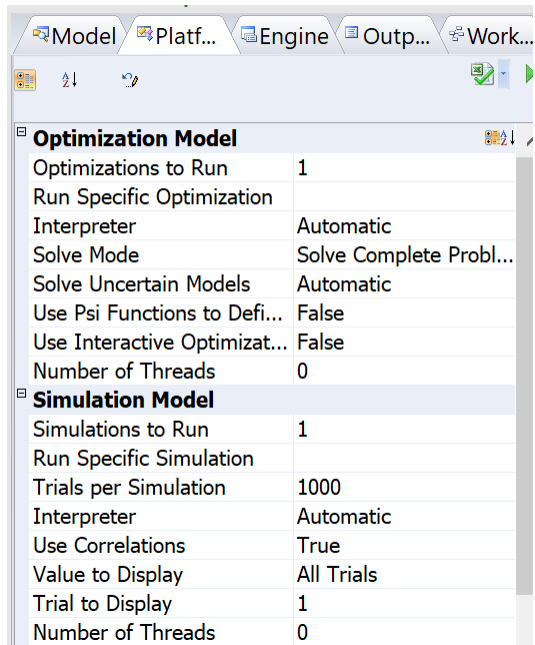 Model Platf... Engine Outp... Work...
Optimization Model
Optimizations to Run 1
Run Specific Optimization
Interpreter Automatic
Solve Mode Solve Complete Probl...
Solve Uncertain Models Automatic
Use Psi Functions to Defi... False
Use Interactive Optimizat... False
Number of Threads 0
Simulation Model
Simulations to Run 1
Run Specific Simulation
Trials per Simulation 1000
Interpreter Automatic
Use Correlations True
Value to Display All Trials
Trial to Display 1
Number of Threads 0